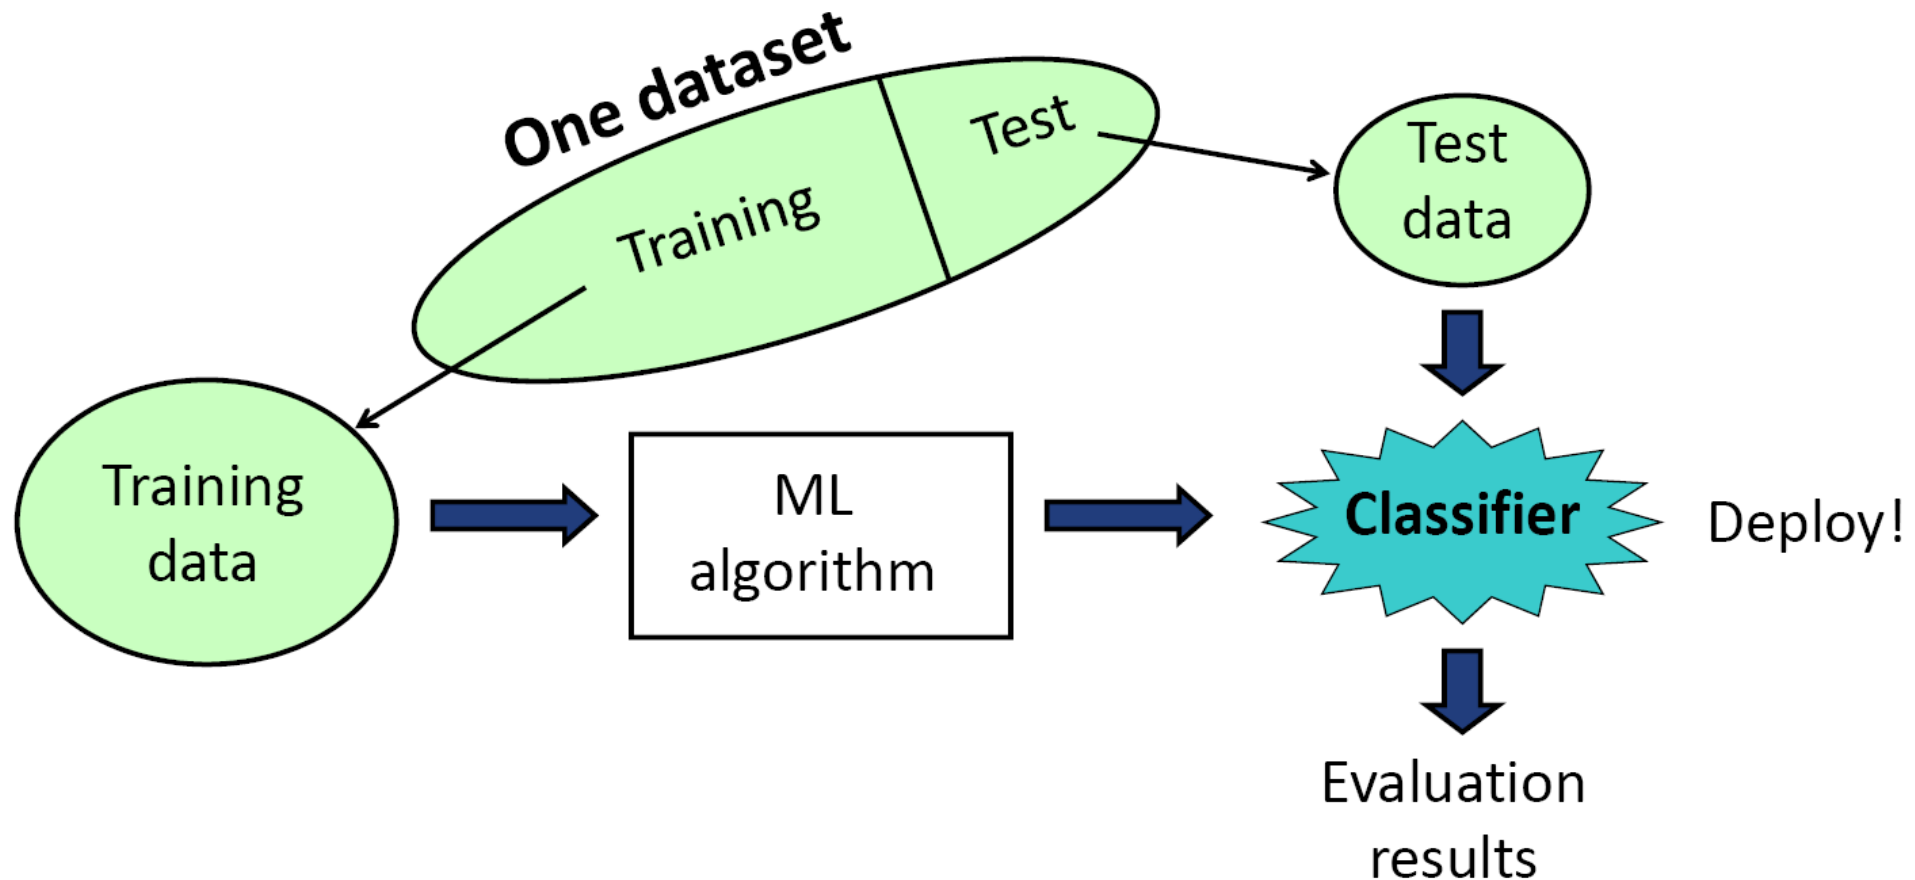 One dataset
Training
Test
Test
data
Training
data
ML
algorithm
Classifier
Deploy!
Evaluation
results